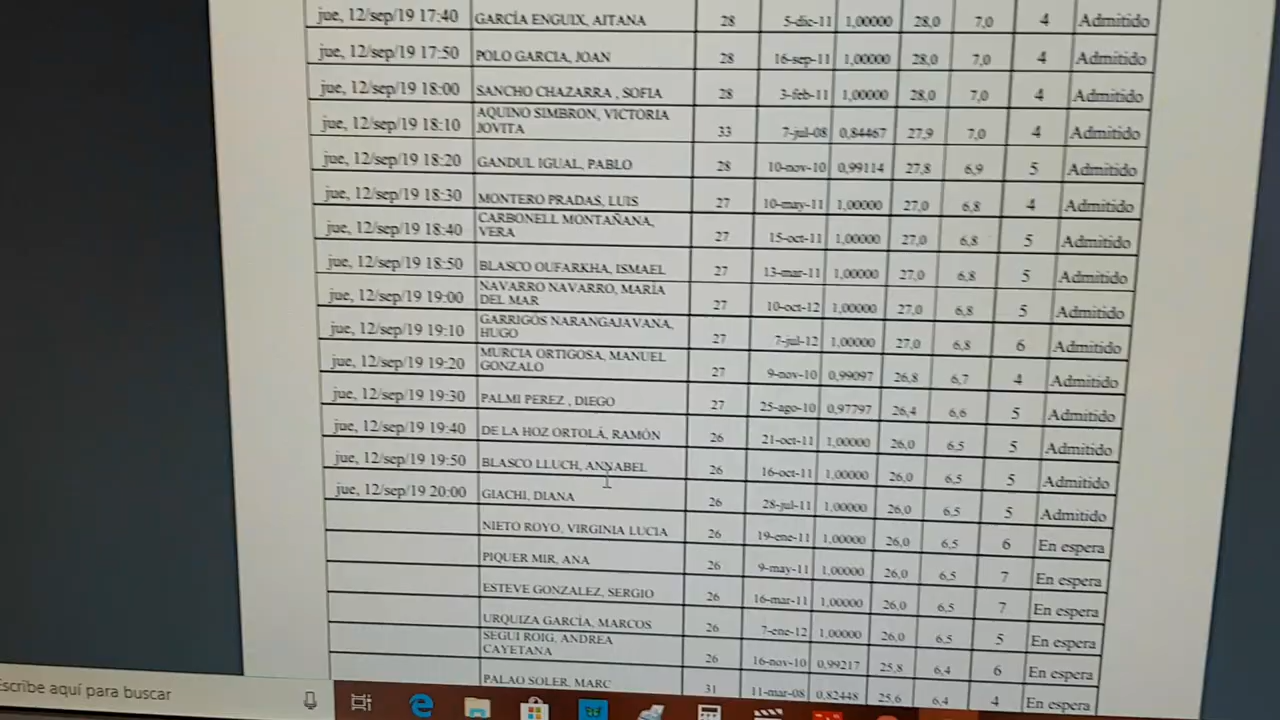 jue, 12/sep/19 17:40 GARCÍA ENGUIX, AITANA 28 5-dic-11 1,00000 28,0 7,0 4 Admitido
jue, 12/sep/19 17:50 POLO GARCIA, JOAN 28 16-sep-11 1,00000 28,0 7,0 4 Admitido
jue, 12/sep/19 18:00 SANCHO CHAZARRA , SOFIA 28 3-feb-11 1,00000 28,0 7,0 4 Admitido
jue, 12/sep/19 18:10 AQUINO SIMBRON, VICTORIA
JOVITA 33 7-jul-08 0,84467 27,9 7,0 4 Admitido
jue, 12/sep/19 18:20 GANDUL IGUAL, PABLO 28 10-nov-10 0,99114 27,8 6,9 5 Admitido
jue, 12/sep/19 18:30 MONTERO PRADAS, LUIS 27 10-may-11 1,00000 27,0 6,8 4 Admitido
jue, 12/sep/19 18:40 CARBONELL MONTAÑANA,
VERA 27 15-oct-11 1,00000 27,0 6,8 5 Admitido
jue, 12/sep/19 18:50 BLASCO OUFARKHA, ISMAEL 27 13-mar-11 1,00000 27,0 6,8 5 Admitido
jue, 12/sep/19 19:00 NAVARRO NAVARRO, MARÍA
DEL MAR 27 10-oct-12 1,00000 27,0 6,8 5 Admitido
jue, 12/sep/19 19:10 GARRIGÓS NARANGAJAVANA,
HUGO 27 7-jul-12 1,00000 27,0 6,8 6 Admitido
jue, 12/sep/19 19:20 MURCIA ORTIGOSA, MANUEL
GONZALO 27 9-nov-10 0,99097 26,8 6,7 4 Admitido
jue, 12/sep/19 19:30 PALMI PEREZ , DIEGO 27 25-ago-10 0,97797 26,4 6,6 5 Admitido
jue, 12/sep/19 19:40 DE LA HOZ ORTOLÁ, RAMÓN 26 21-oct-11 1,00000 26,0 6,5 5 Admitido
jue, 12/sep/19 19:50 BLASCO LLUCH, ANNABEL 26 16-oct-11 1,00000 26,0 6,5 5 Admitido
jue, 12/sep/19 20:00 GIACHI, DIANA 26 28-jul-11 1,00000 26,0 6,5 5 Admitido
NIETO ROYO, VIRGINIA LUCIA 26 19-ene-11 1,00000 26,0 6,5 6 En espera
PIQUER MIR, ANA 26 9-may-11 1,00000 26,0 6,5 7 En espera
ESTEVE GONZALEZ, SERGIO 26 16-mar-11 1,00000 26,0 6,5 7 En espera
URQUIZA GARCÍA, MARCOS 26 7-ene-12 1,00000 26,0 6,5 5 En espera
SEGUI ROIG, ANDREA
CAYETANA 26 16-nov-10 0,99217 25,8 6,4 6 En espera
PALAO SOLER, MARC 31 11-mar-08 0,82448 25,6 6,4 4 En espera
Escribe aquí para buscar